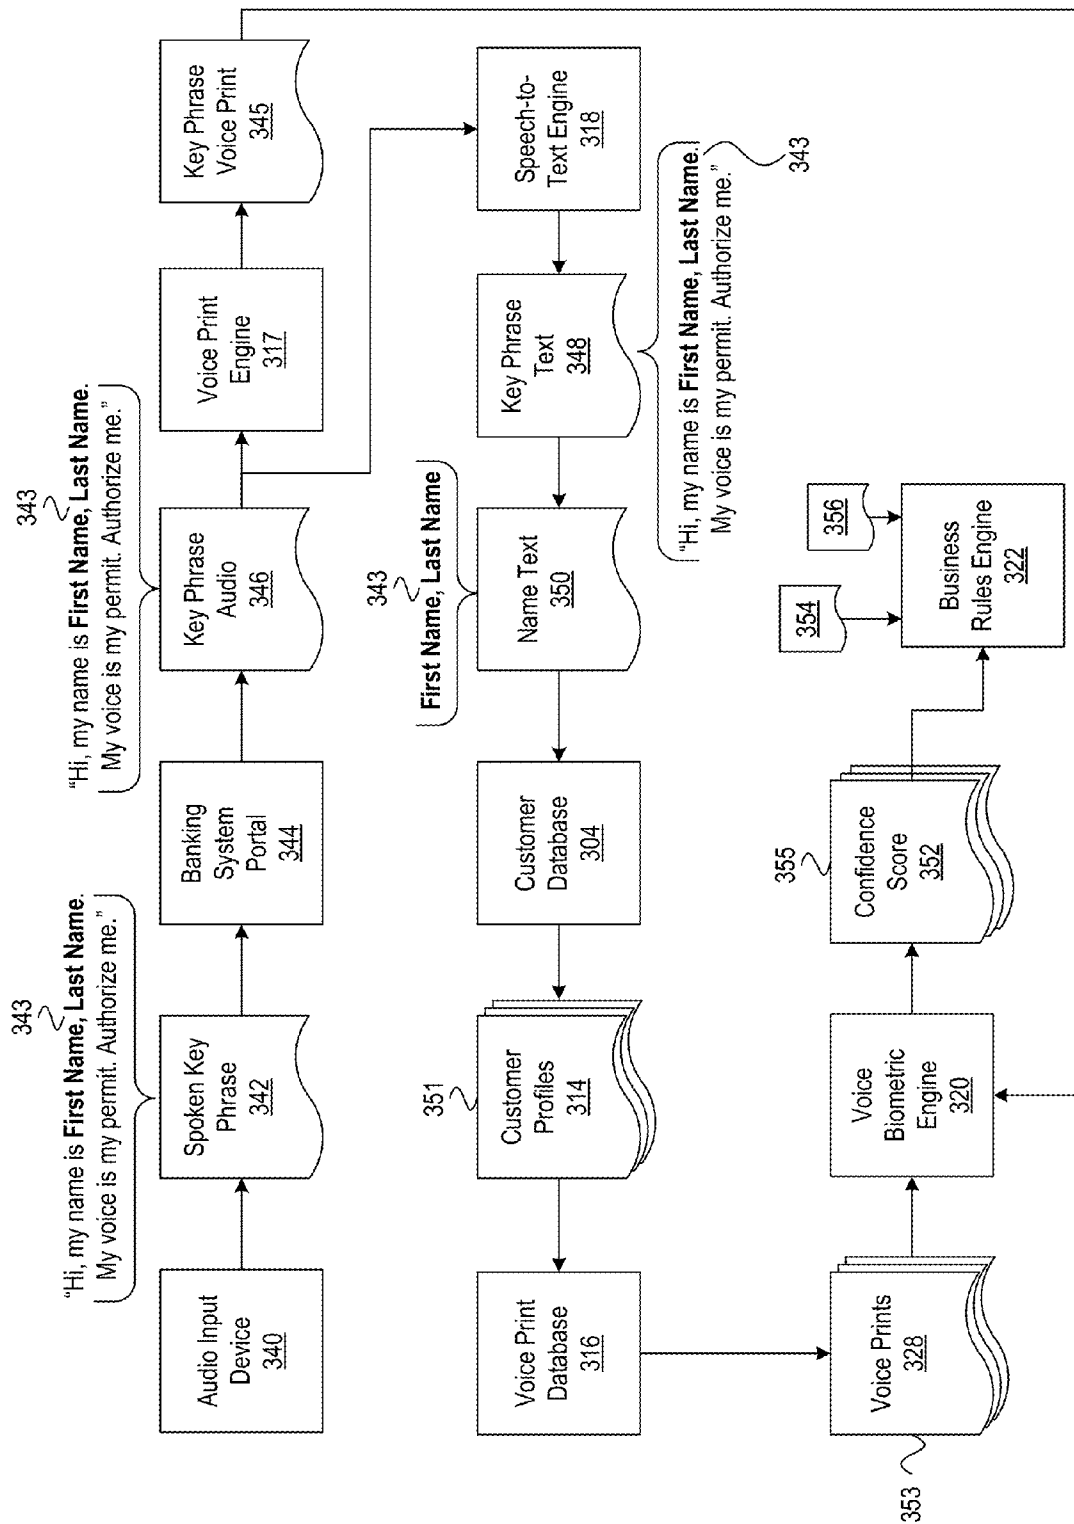 343
"Hi, my name is First Name, Last Name.
My voice is my permit. Authorize me."
343
"Hi, my name is First Name, Last Name.
My voice is my permit. Authorize me."
Audio Input
Device
340
Spoken Key
Phrase
342
Banking
System
Portal
344
Key Phrase
Audio
346
Voice Print
Engine
317
Key Phrase
Voice Print
345
351
343
First Name, Last Name
Voice Print
Database
316
Customer
Profiles
314
Customer
Database
304
Name Text
350
Key Phrase
Text
348
Speech-to-
Text Engine
318
"Hi, my name is First Name, Last Name.
My voice is my permit. Authorize me."
343
353
Voice Prints
328
Voice
Biometric
Engine
320
355
Confidence
Score
352
354
356
Business
Rules Engine
322